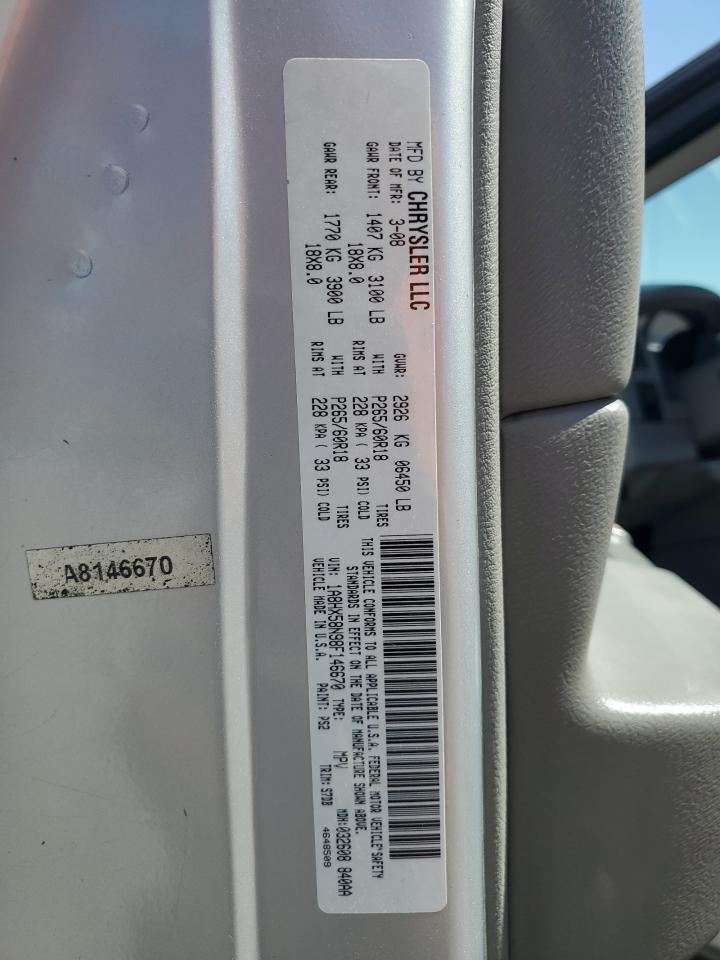 MFD BY CHRYSLER LLC
DATE OF MFR: 3-08 GVWR: 2926 KG 06450 LB
GAWR FRONT: 1407 KG 3100 LB WITH P265/60R18 TIRES
18X8.0 RIMS AT 228 KPA ( 33 PSI) COLD
GAWR REAR: 1770 KG 3900 LB WITH P265/60R18 TIRES
18X8.0 RIMS AT 228 KPA ( 33 PSI) COLD
THIS VEHICLE CONFORMS TO ALL APPLICABLE U.S.A. FEDERAL MOTOR VEHICLE SAFETY
STANDARDS IN EFFECT ON THE DATE OF MANUFACTURE SHOWN ABOVE.
VIN: 1A8HX58N98F146670 TYPE: MPV MDH:032608 840AA
VEHICLE MADE IN U.S.A. PAINT: PS2 TRIM: S7DB 4648509
A8146670